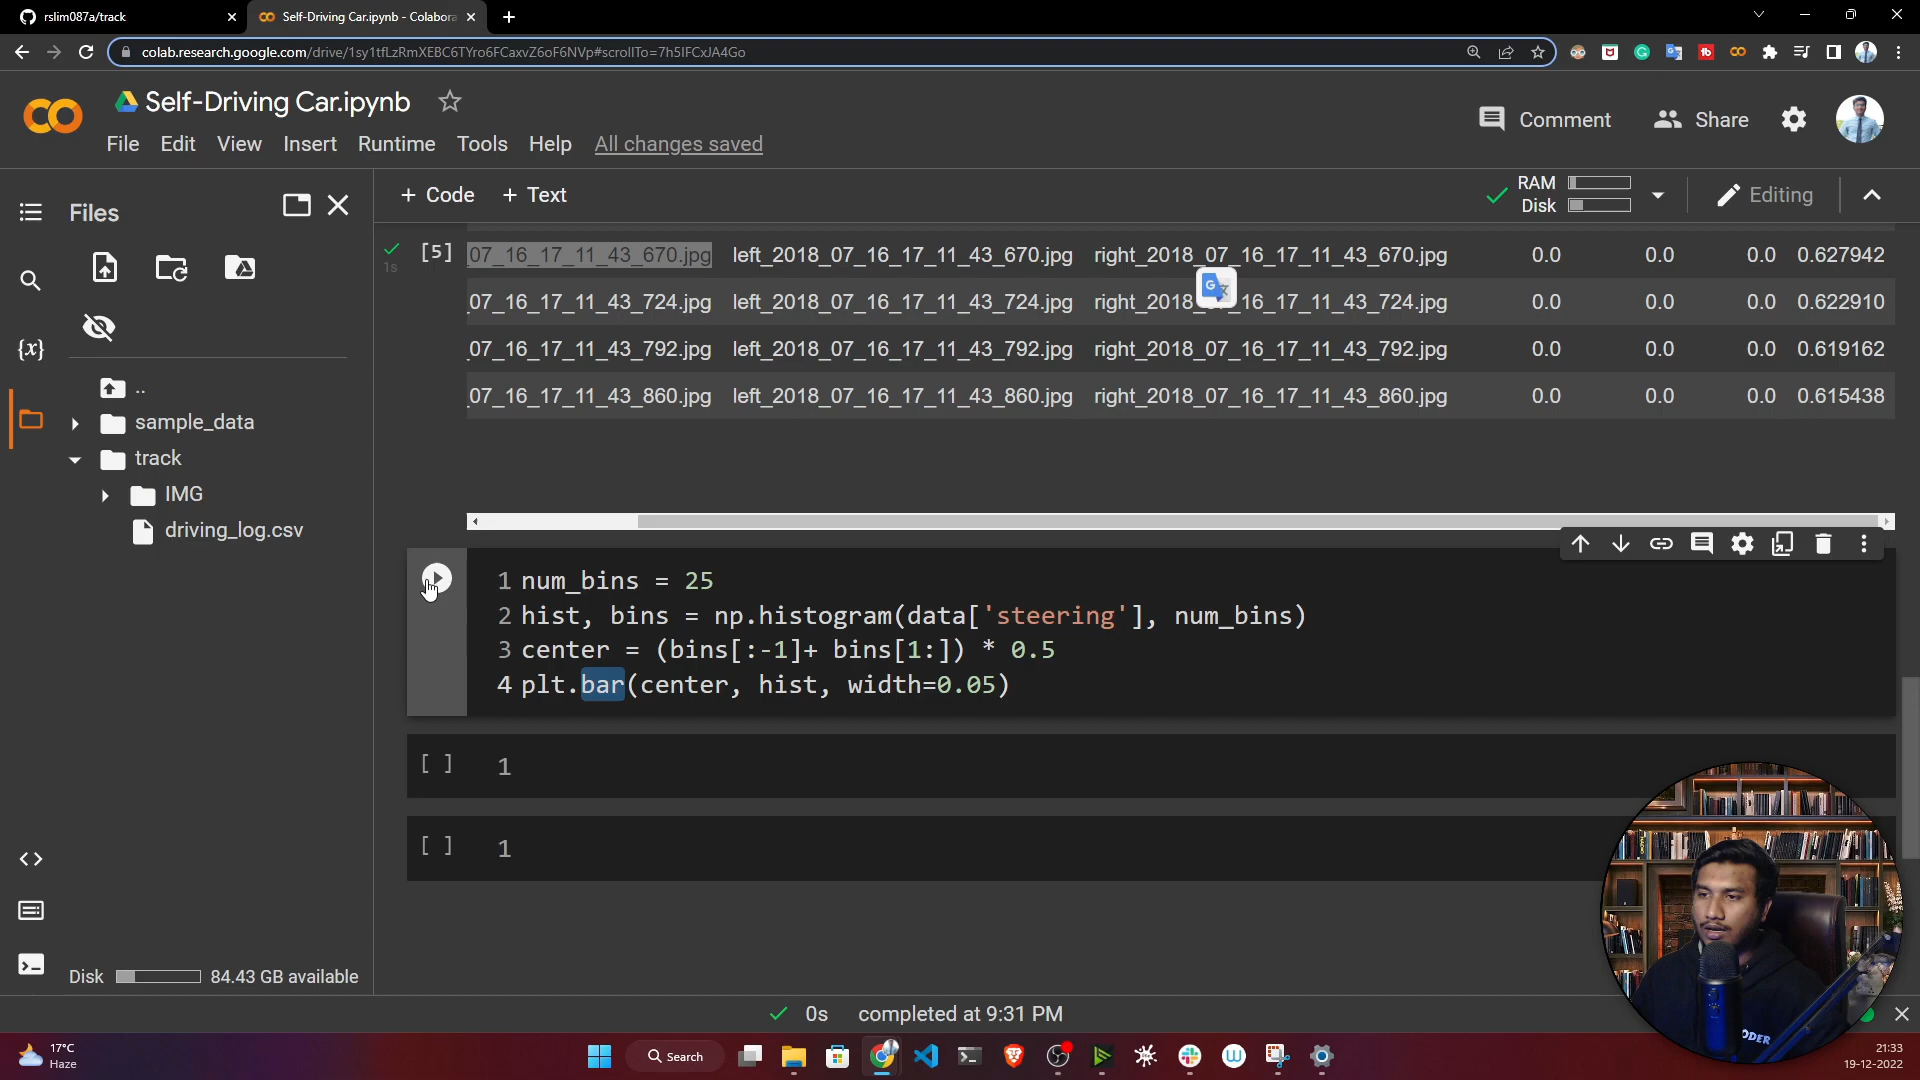 rslim087a/track
Self-Driving Car.ipynb - Colabora
colab.research.google.com/drive/1sy1tfLzRmXEBC6TYro6FCaxvZ6oF6NVp#scrollTo=7h5IFCxJA4Go
Self-Driving Car.ipynb
File Edit View Insert Runtime Tools Help All changes saved
Comment Share
Files
+ Code + Text
RAM
Disk
Editing
[5] _07_16_17_11_43_670.jpg left_2018_07_16_17_11_43_670.jpg right_2018_07_16_17_11_43_670.jpg 0.0 0.0 0.0 0.627942
1s
_07_16_17_11_43_724.jpg left_2018_07_16_17_11_43_724.jpg right_2018_07_16_17_11_43_724.jpg 0.0 0.0 0.0 0.622910
_07_16_17_11_43_792.jpg left_2018_07_16_17_11_43_792.jpg right_2018_07_16_17_11_43_792.jpg 0.0 0.0 0.0 0.619162
_07_16_17_11_43_860.jpg left_2018_07_16_17_11_43_860.jpg right_2018_07_16_17_11_43_860.jpg 0.0 0.0 0.0 0.615438
{x}
..
sample_data
track
IMG
driving_log.csv
1 num_bins = 25
2 hist, bins = np.histogram(data['steering'], num_bins)
3 center = (bins[:-1]+ bins[1:]) * 0.5
4 plt.bar(center, hist, width=0.05)
[ ] 1
[ ] 1
Disk 84.43 GB available
0s completed at 9:31 PM
17°C
Haze
Search
ODER
21:33
19-12-2022